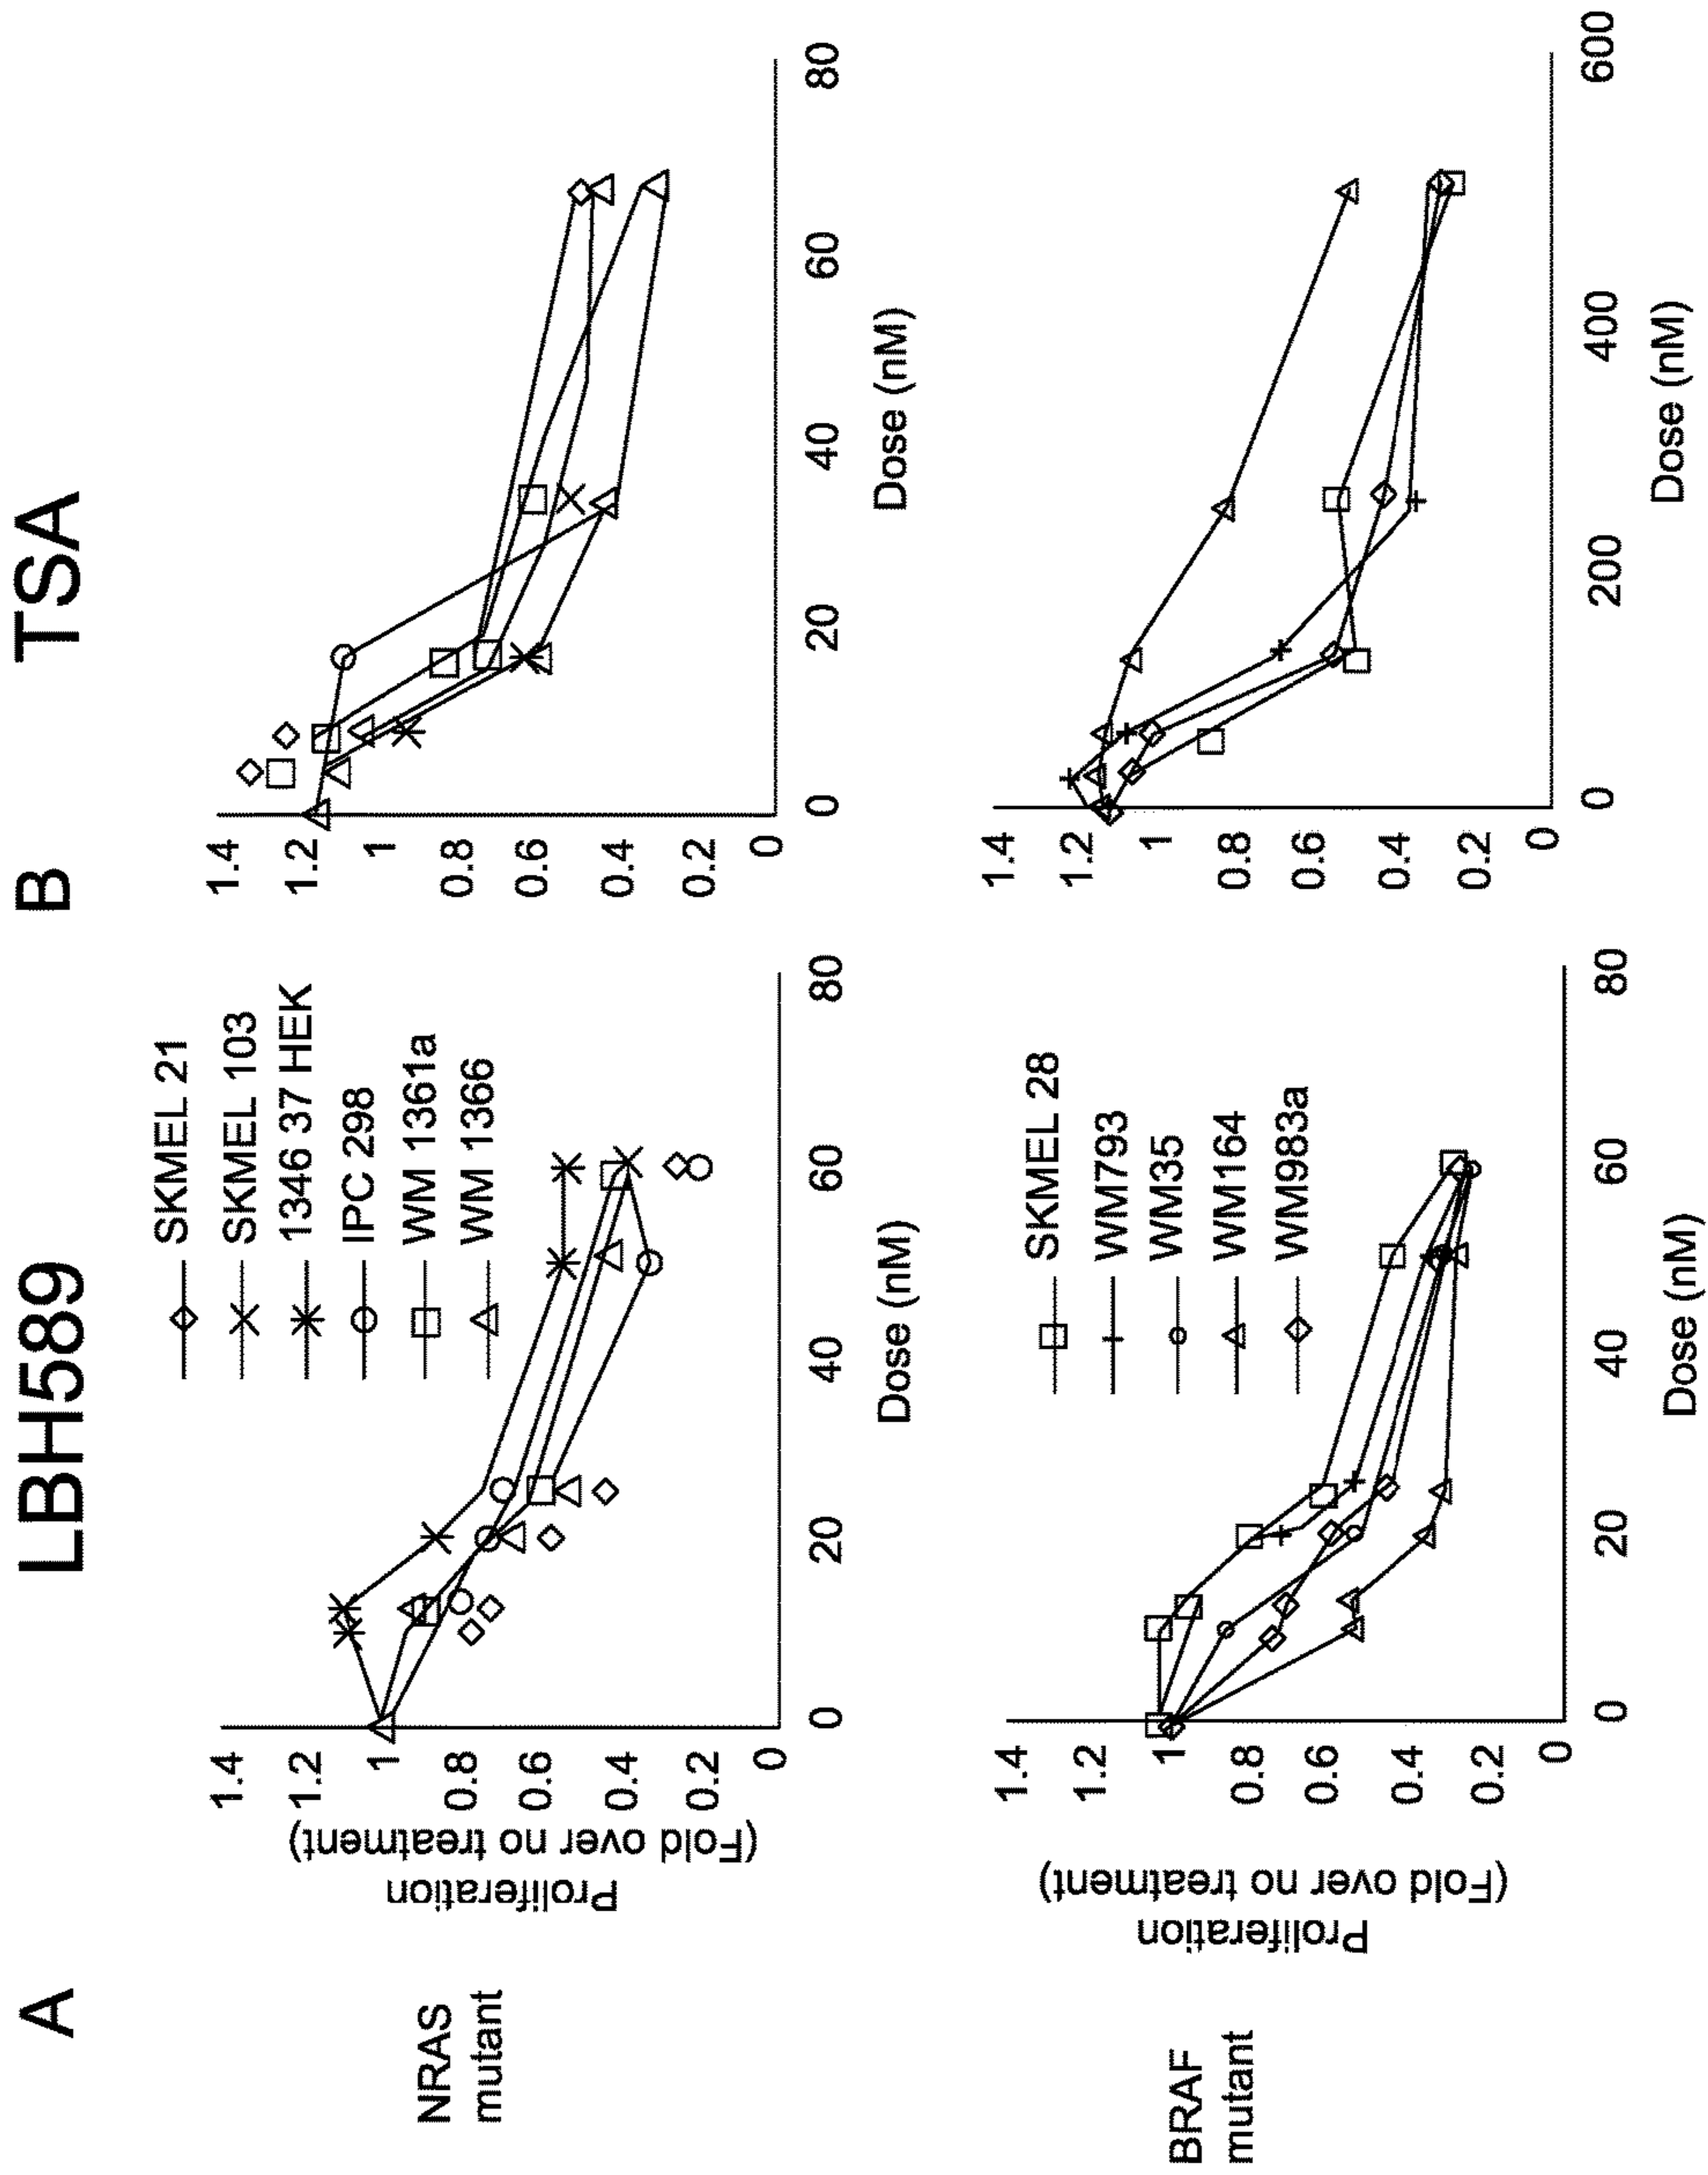 A
LBH589
B
TSA
NRAS
mutant
Proliferation
(Fold over no treatment)
1.4
1.2
1
0.8
0.6
0.4
0.2
0
0
20
40
60
80
Dose (nM)
SKMEL 21
SKMEL 103
1346 37 HEK
IPC 298
WM 1361a
WM 1366
1.4
1.2
1
0.8
0.6
0.4
0.2
0
0
20
40
60
80
Dose (nM)
BRAF
mutant
Proliferation
(Fold over no treatment)
1.4
1.2
1
0.8
0.6
0.4
0.2
0
0
20
40
60
80
Dose (nM)
SKMEL 28
WM793
WM35
WM164
WM983a
1.4
1.2
1
0.8
0.6
0.4
0.2
0
0
200
400
600
Dose (nM)